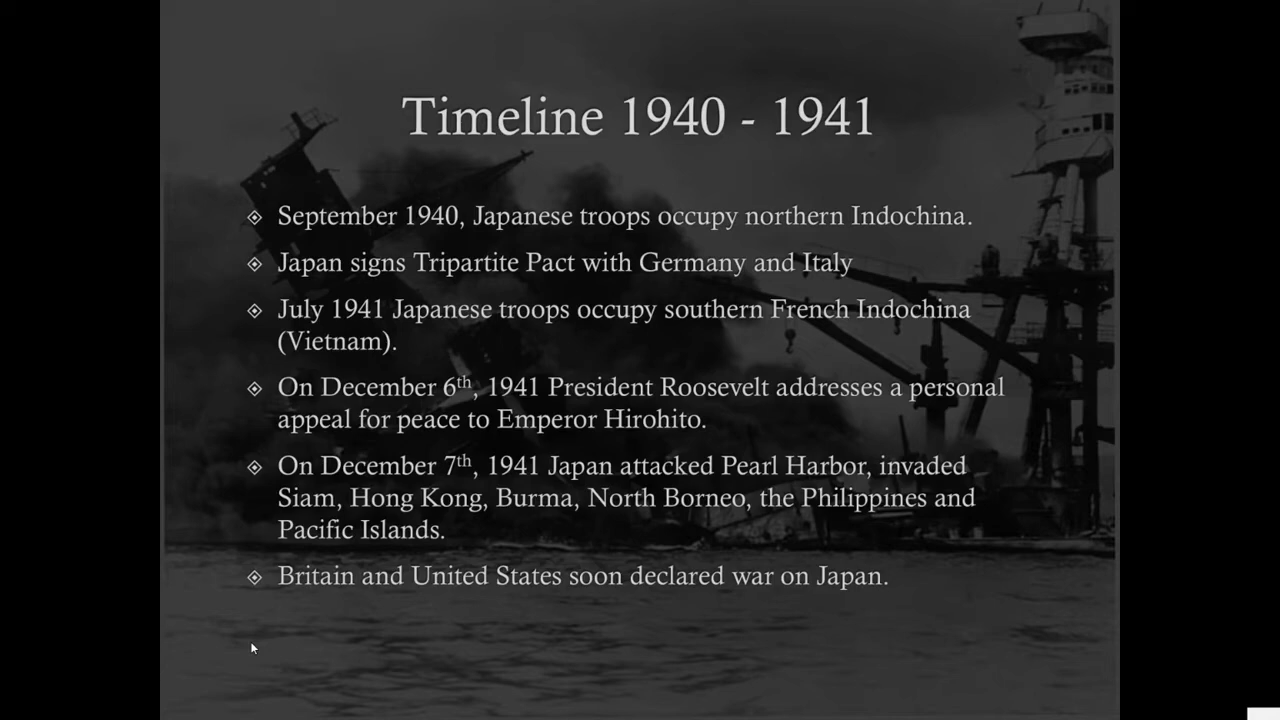 Timeline 1940 - 1941
September 1940, Japanese troops occupy northern Indochina.
Japan signs Tripartite Pact with Germany and Italy
July 1941 Japanese troops occupy southern French Indochina
(Vietnam).
On December 6th, 1941 President Roosevelt addresses a personal
appeal for peace to Emperor Hirohito.
On December 7th, 1941 Japan attacked Pearl Harbor, invaded
Siam, Hong Kong, Burma, North Borneo, the Philippines and
Pacific Islands.
Britain and United States soon declared war on Japan.